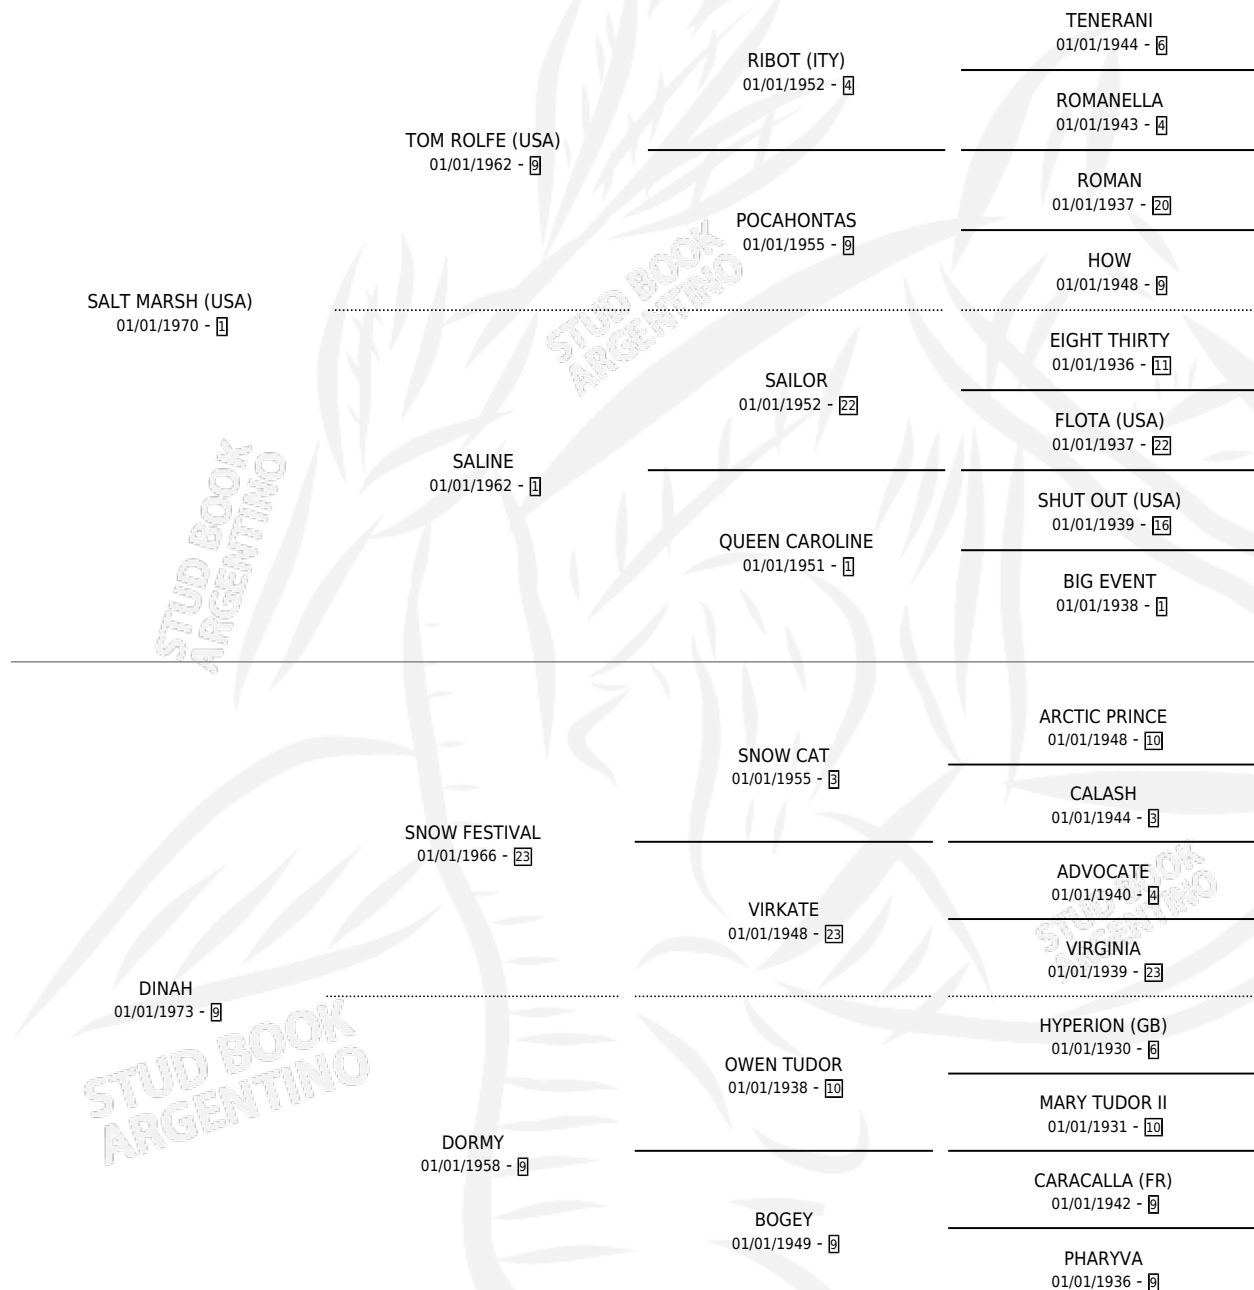 TENERANI
01/01/1944 - 6
RIBOT (ITY)
01/01/1952 - 4
ROMANELLA
01/01/1943 - 4
TOM ROLFE (USA)
01/01/1962 - 9
ROMAN
01/01/1937 - 20
POCAHONTAS
01/01/1955 - 9
HOW
01/01/1948 - 9
SALT MARSH (USA)
01/01/1970 - 1
STUD BOOK
ARGENTINO
EIGHT THIRTY
01/01/1936 - 11
SAILOR
01/01/1952 - 22
FLOTA (USA)
01/01/1937 - 22
SALINE
01/01/1962 - 1
SHUT OUT (USA)
01/01/1939 - 16
QUEEN CAROLINE
01/01/1951 - 1
BIG EVENT
01/01/1938 - 1
STUD BOOK
ARGENTINO
ARCTIC PRINCE
01/01/1948 - 10
SNOW CAT
01/01/1955 - 3
CALASH
01/01/1944 - 3
SNOW FESTIVAL
01/01/1966 - 23
ADVOCATE
01/01/1940 - 4
VIRKATE
01/01/1948 - 23
STUD BOOK
ARGENTINO
VIRGINIA
01/01/1939 - 23
DINAH
01/01/1973 - 9
STUD BOOK
ARGENTINO
HYPERION (GB)
01/01/1930 - 6
OWEN TUDOR
01/01/1938 - 10
MARY TUDOR II
01/01/1931 - 10
DORMY
01/01/1958 - 9
CARACALLA (FR)
01/01/1942 - 9
BOGEY
01/01/1949 - 9
PHARYVA
01/01/1936 - 9